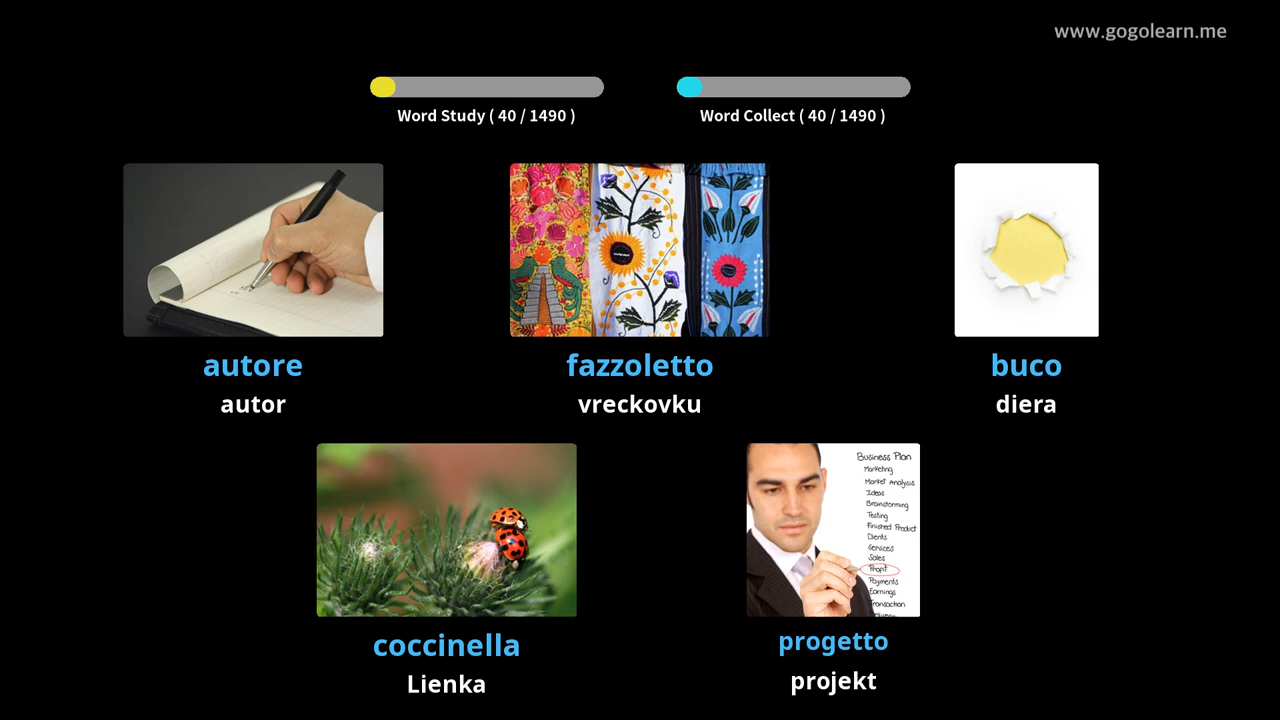 www.gogolearn.me
Word Study ( 40 / 1490 )
Word Collect ( 40 / 1490 )
autore
autor
fazzoletto
vreckovku
buco
diera
Business Plan
Marketing
Market Analysis
Ideas
Brainstorming
Testing
Finished Product
Clients
Services
Sales
Profit
Payments
Earnings
Transaction
coccinella
Lienka
progetto
projekt